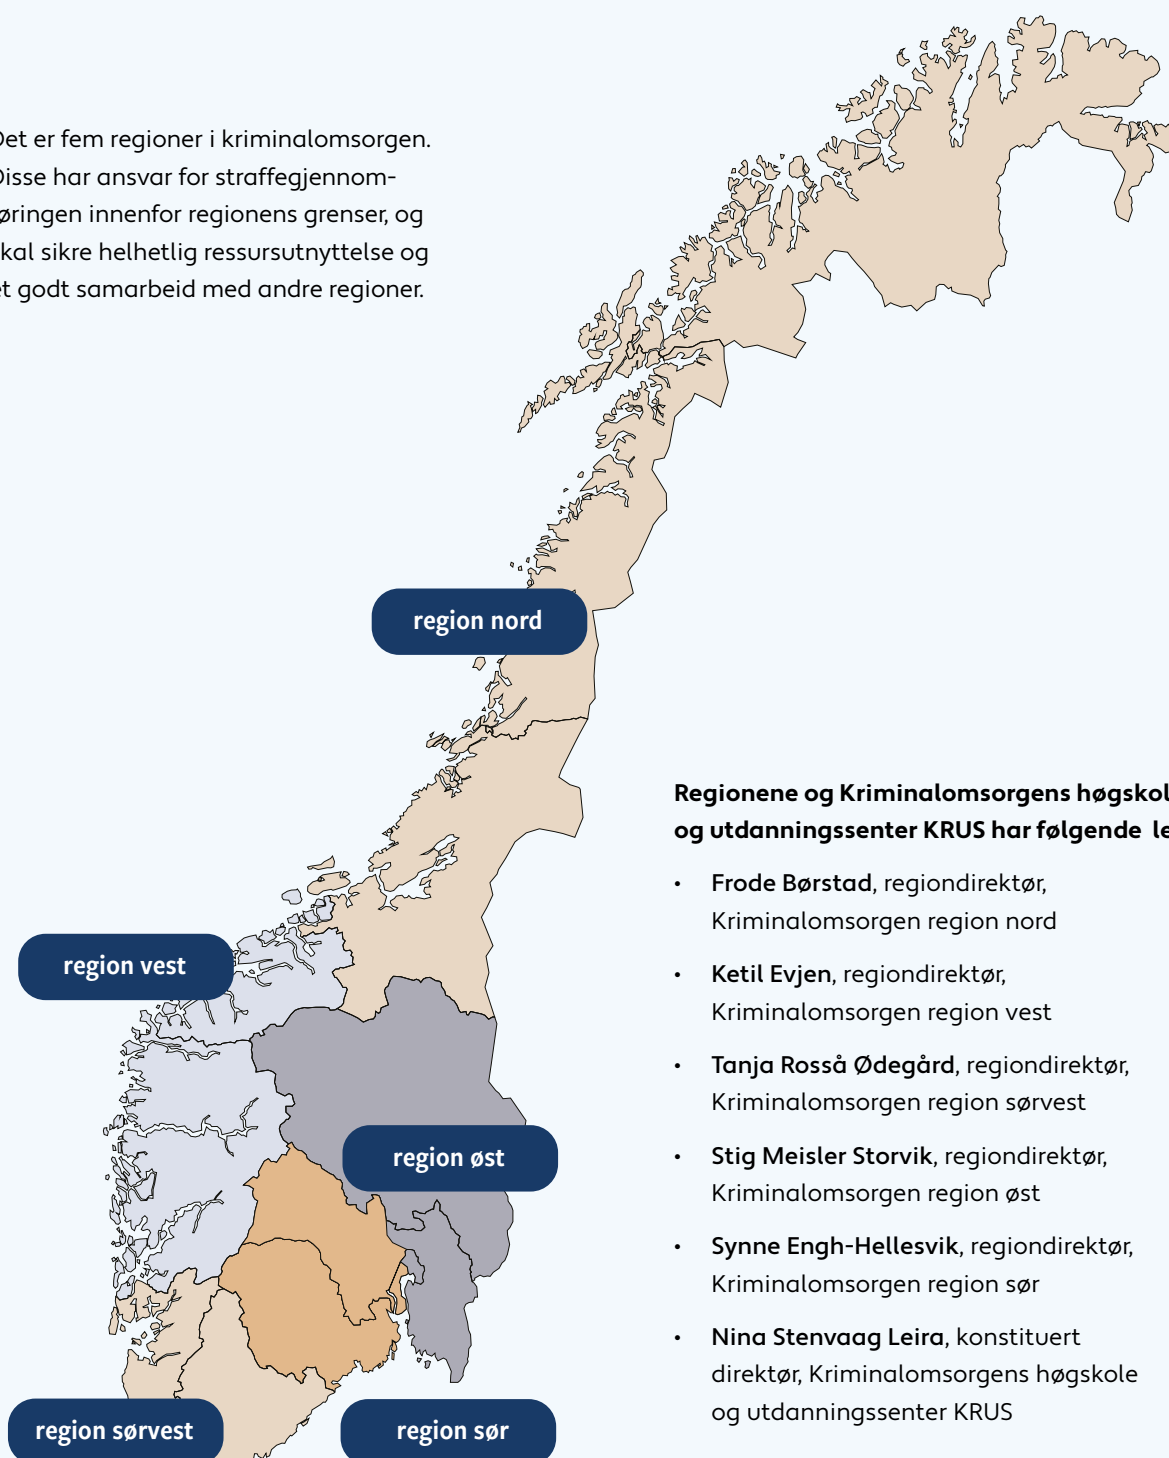 Det er fem regioner i kriminalomsorgen.
Disse har ansvar for straffegjennom-
øringen innenfor regionens grenser, og
kal sikre helhetlig ressursutnyttelse og
et godt samarbeid med andre regioner.
region nord
region vest
region øst
region sørvest
region sør
Regionene og Kriminalomsorgens høgskol
og utdanningssenter KRUS har følgende le
• Frode Børstad, regiondirektør,
Kriminalomsorgen region nord
• Ketil Evjen, regiondirektør,
Kriminalomsorgen region vest
• Tanja Rosså Ødegård, regiondirektør,
Kriminalomsorgen region sørvest
• Stig Meisler Storvik, regiondirektør,
Kriminalomsorgen region øst
• Synne Engh-Hellesvik, regiondirektør,
Kriminalomsorgen region sør
• Nina Stenvaag Leira, konstituert
direktør, Kriminalomsorgens høgskole
og utdanningssenter KRUS